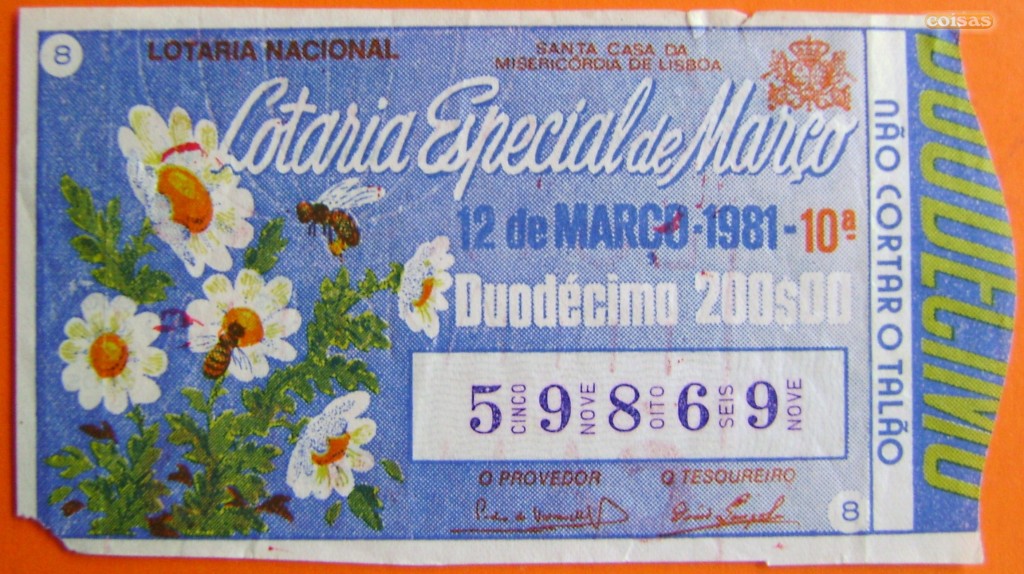 coisas
8
LOTARIA NACIONAL
SANTA CASA DA
MISERICÓRDIA DE LISBOA
Lotaria Especial de Março
12 de MARÇO-1981-10ª
Duodécimo 200$00
5 CINCO 9 NOVE 8 OITO 6 SEIS 9 NOVE
O PROVEDOR O TESOUREIRO
8
NÃO CORTAR O TALÃO
DUODÉCIMO